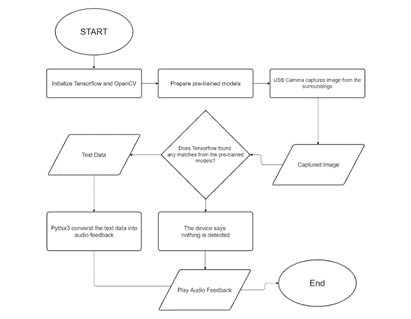 START
Initialize Tensorflow and OpenCV
Prepare pre-trained models
USB Camera captures image from the
surroundings
Captured Image
Does Tensorflow found
any matches from the pre-trained
models?
Text Data
Pyttsx3 converst the text data into
audio feedback
The device says
nothing is detected
Play Audio Feedback
End